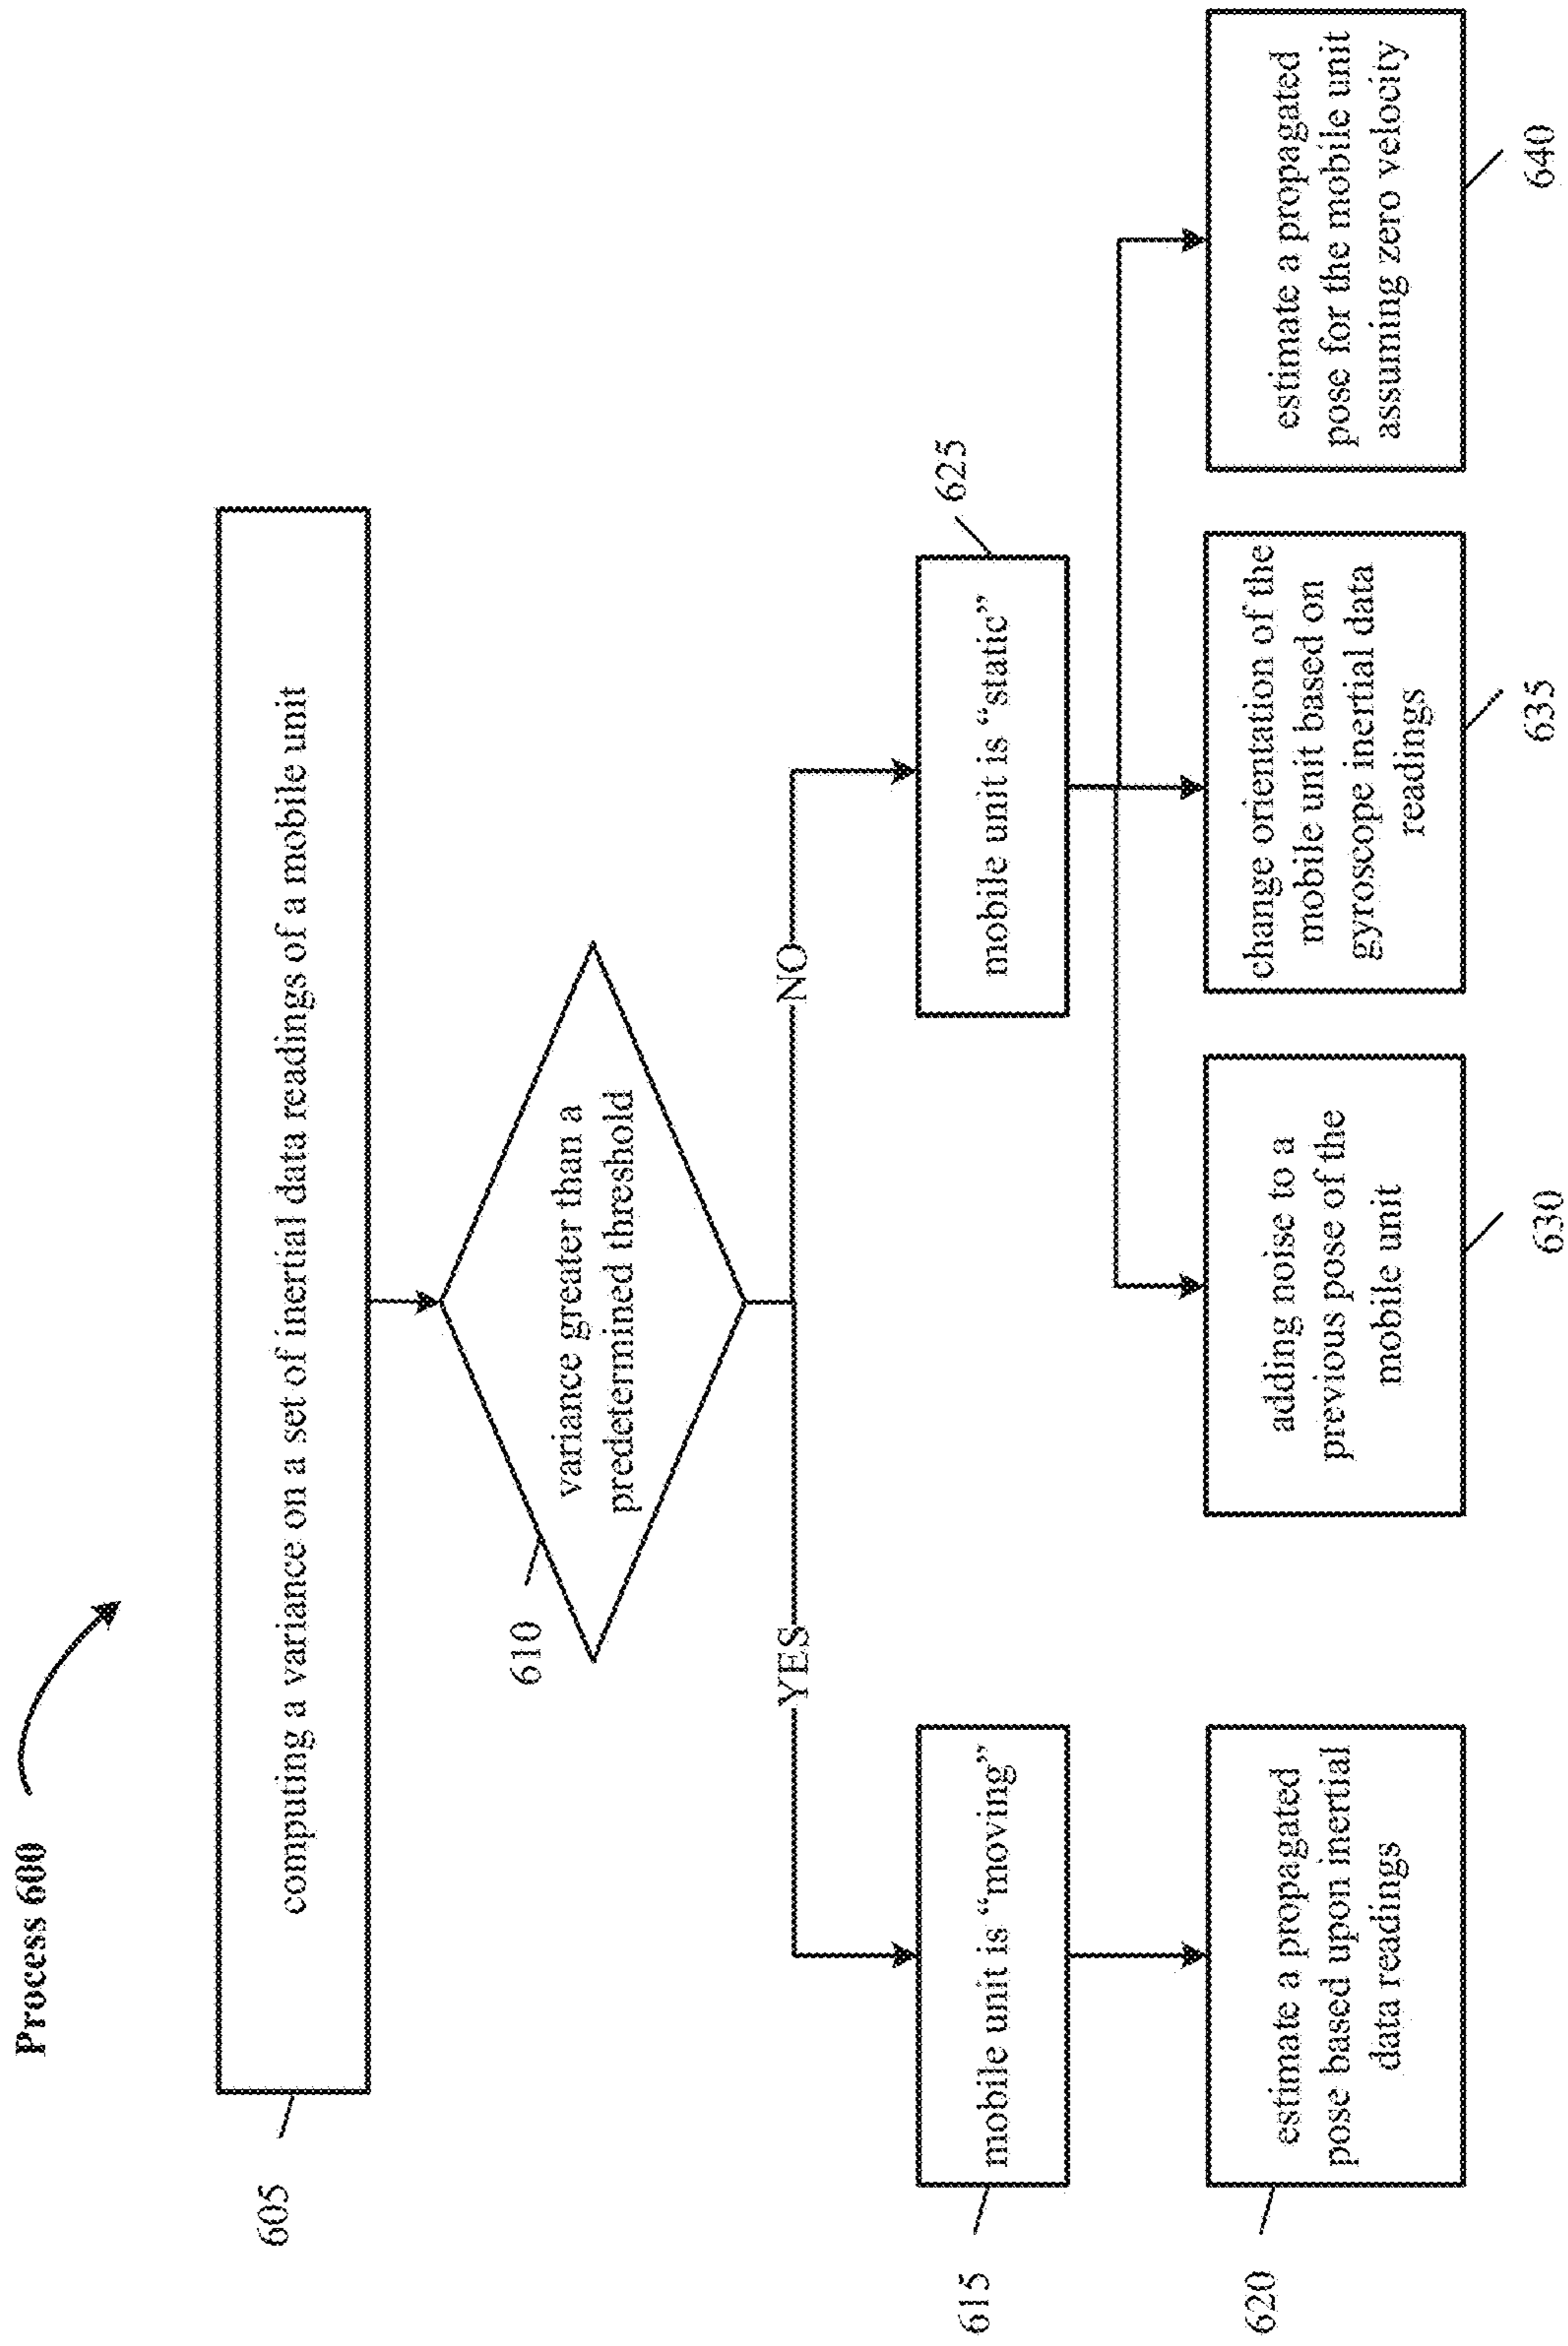 Process 600
605
computing a variance on a set of inertial data readings of a mobile unit
610
variance greater than a
predetermined threshold
YES
NO
615
mobile unit is “moving”
mobile unit is “static”
625
620
estimate a propagated
pose based upon inertial
data readings
adding noise to a
previous pose of the
mobile unit
630
change orientation of the
mobile unit based on
gyroscope inertial data
readings
635
estimate a propagated
pose for the mobile unit
assuming zero velocity
640